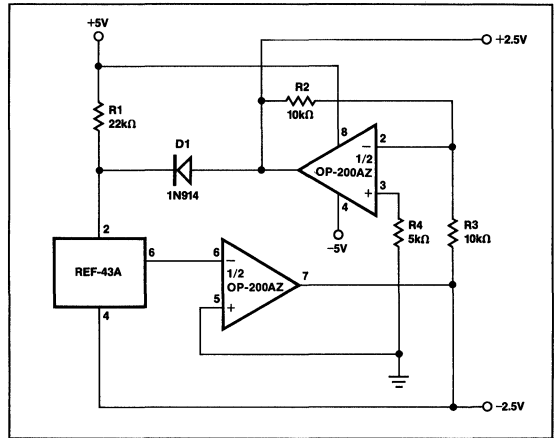 +5V
+2.5V
R1
22kΩ
R2
10kΩ
D1
1N914
8
2
−
1/2
OP-200AZ
+
3
4
−5V
R4
5kΩ
R3
10kΩ
2
REF-43A
6
4
6
−
1/2
OP-200AZ
7
5
+
−2.5V